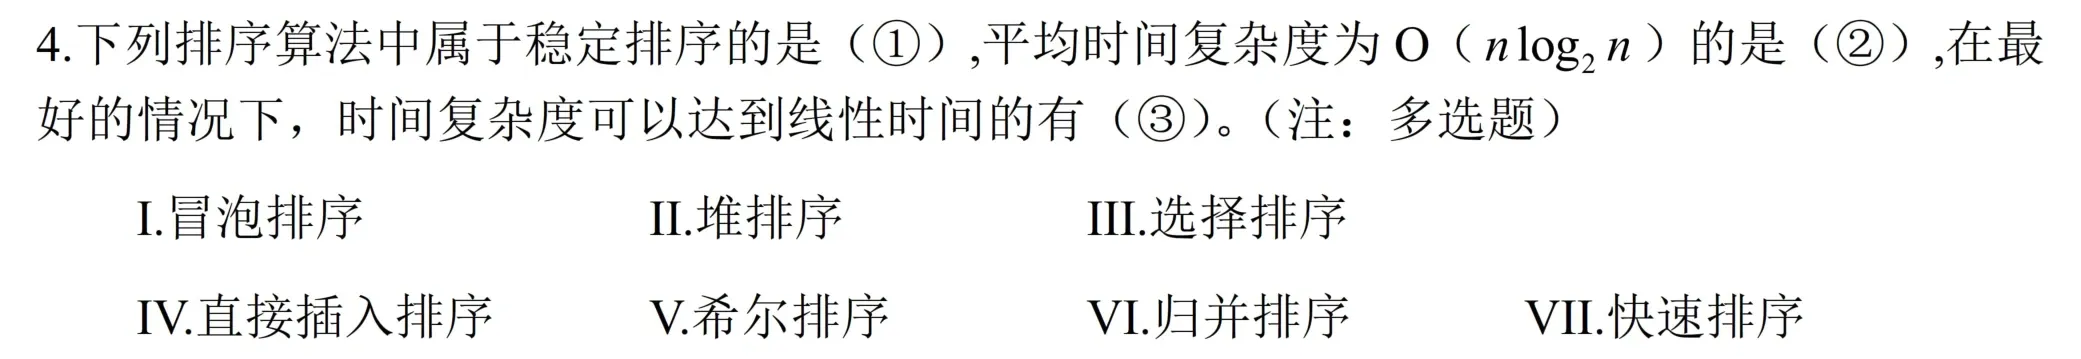 4.下列排序算法中属于稳定排序的是（①）,平均时间复杂度为 O（n log₂ n）的是（②）,在最
好的情况下，时间复杂度可以达到线性时间的有（③）。（注：多选题）
I.冒泡排序 II.堆排序 III.选择排序
IV.直接插入排序 V.希尔排序 VI.归并排序 VII.快速排序